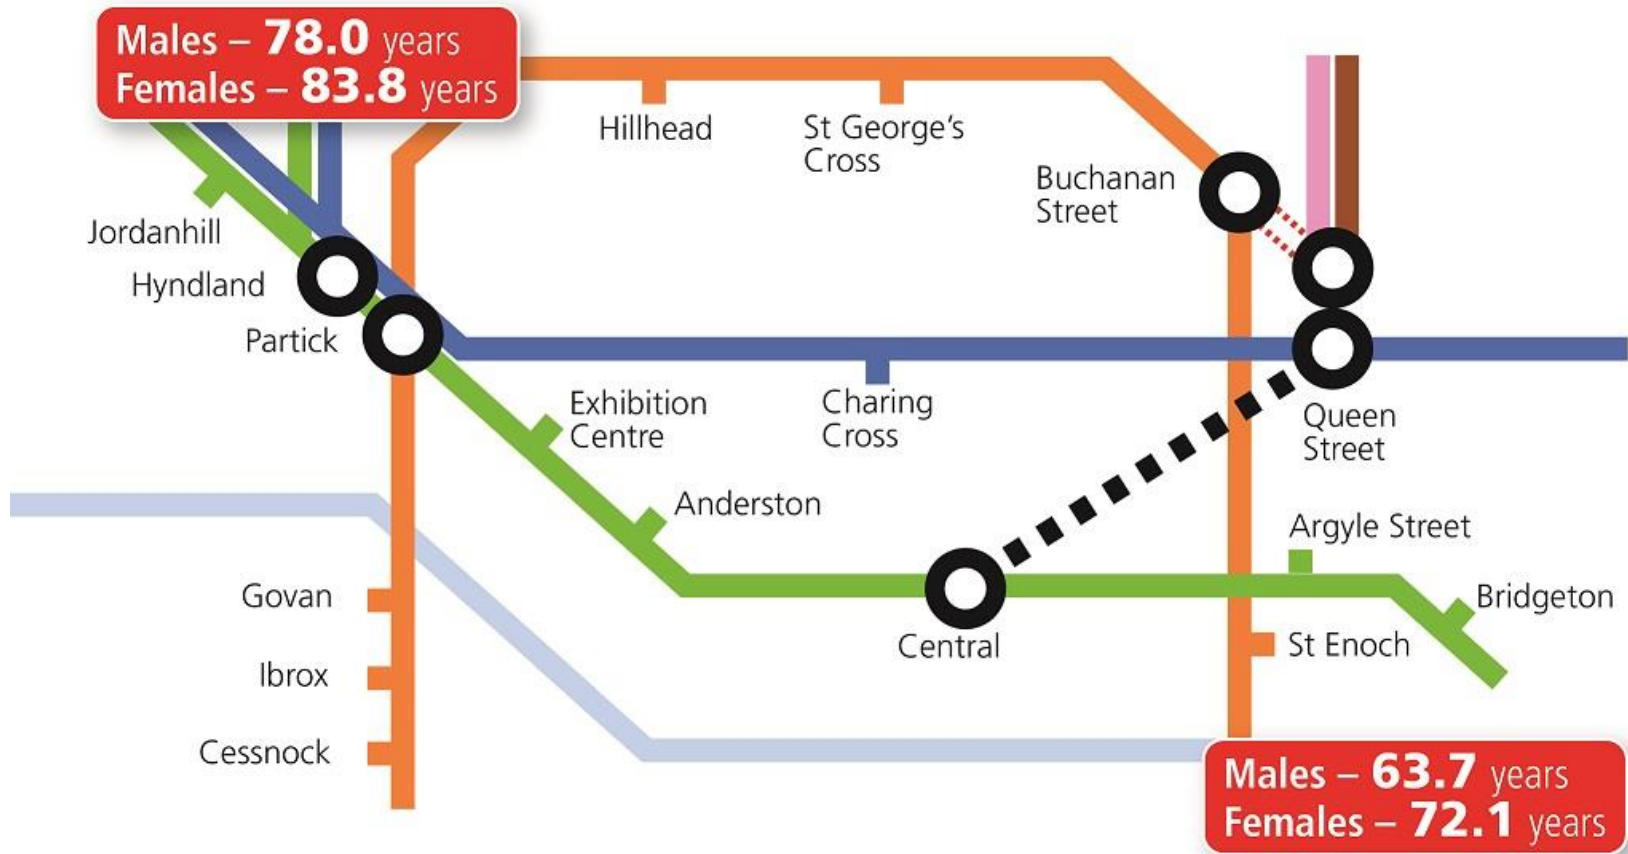 Males – 78.0 years
Females – 83.8 years
Hillhead
St George’s
Cross
Buchanan
Street
Jordanhill
Hyndland
Partick
Exhibition
Centre
Charing
Cross
Queen
Street
Anderston
Argyle Street
Govan
Bridgeton
Central
St Enoch
Ibrox
Cessnock
Males – 63.7 years
Females – 72.1 years